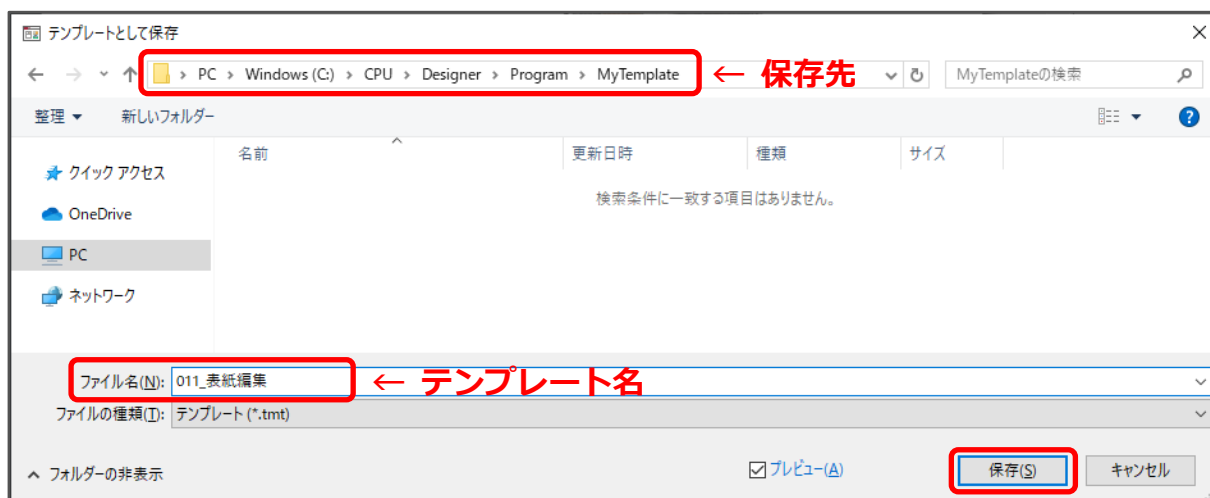 テンプレートとして保存
PC › Windows (C:) › CPU › Designer › Program › MyTemplate ← 保存先 MyTemplateの検索
整理 新しいフォルダー
名前 更新日時 種類 サイズ
クイック アクセス
検索条件に一致する項目はありません。
OneDrive
PC
ネットワーク
ファイル名(N): 011_表紙編集 ← テンプレート名
ファイルの種類(T): テンプレート (*.tmt)
フォルダーの非表示 プレビュー(A) 保存(S) キャンセル